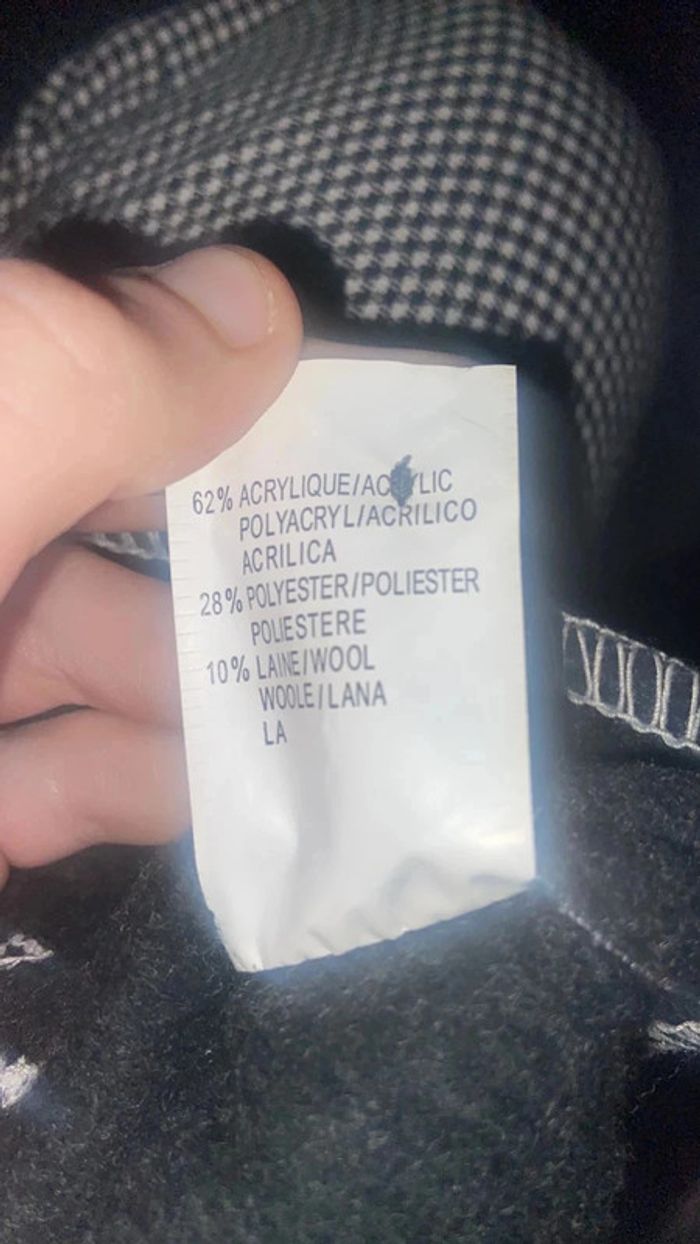 62% ACRYLIQUE/ACRYLIC
POLYACRYL/ACRILICO
ACRILICA
28% POLYESTER/POLIESTER
POLIESTERE
10% LAINE/WOOL
WOOLE/LANA
LA